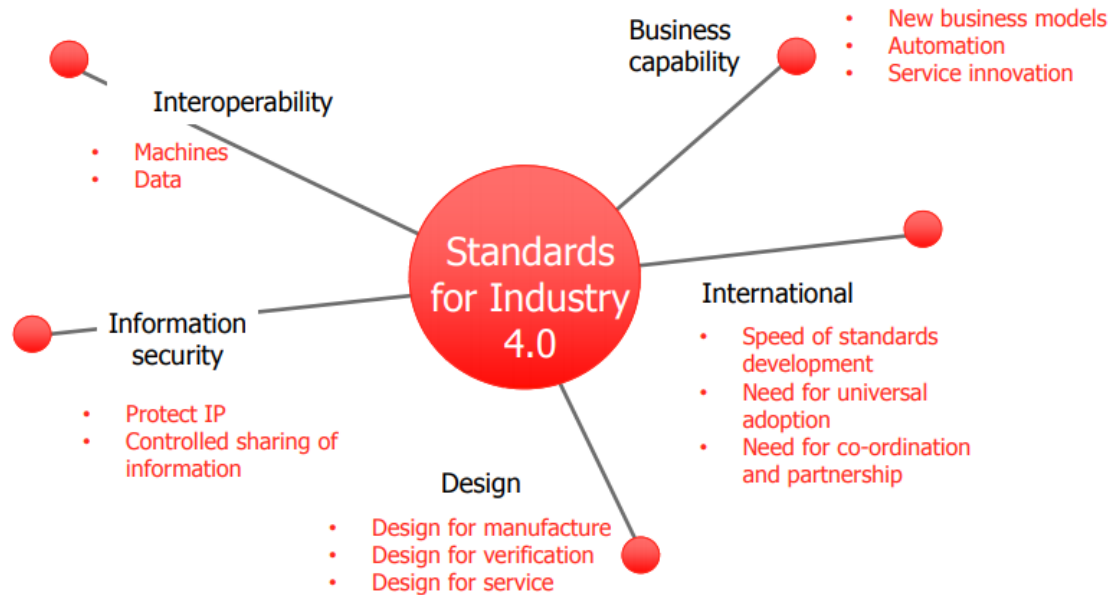 Business
capability
• New business models
• Automation
• Service innovation
Interoperability
• Machines
• Data
Standards
for Industry
4.0
International
• Speed of standards
development
• Need for universal
adoption
• Need for co-ordination
and partnership
Information
security
• Protect IP
• Controlled sharing of
information
Design
• Design for manufacture
• Design for verification
• Design for service